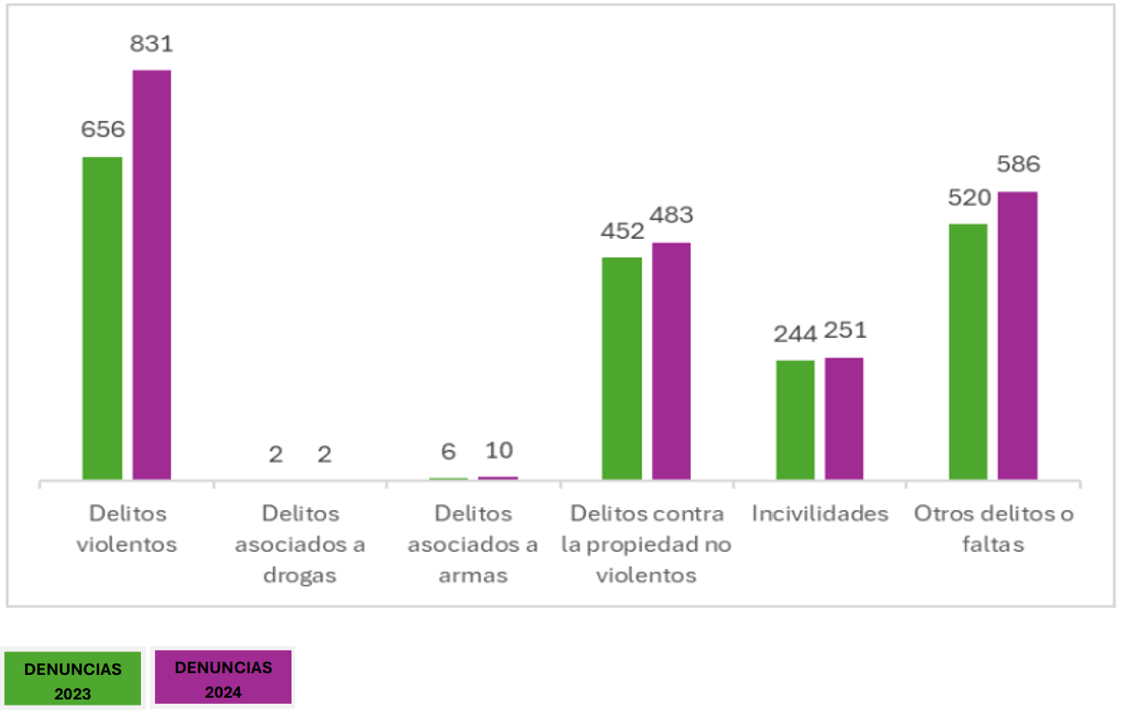 831
656
586
520
483
452
244 251
2 2
6 10
Delitos violentos
Delitos asociados a drogas
Delitos asociados a armas
Delitos contra la propiedad no violentos
Incivilidades
Otros delitos o faltas
DENUNCIAS
2023
DENUNCIAS
2024